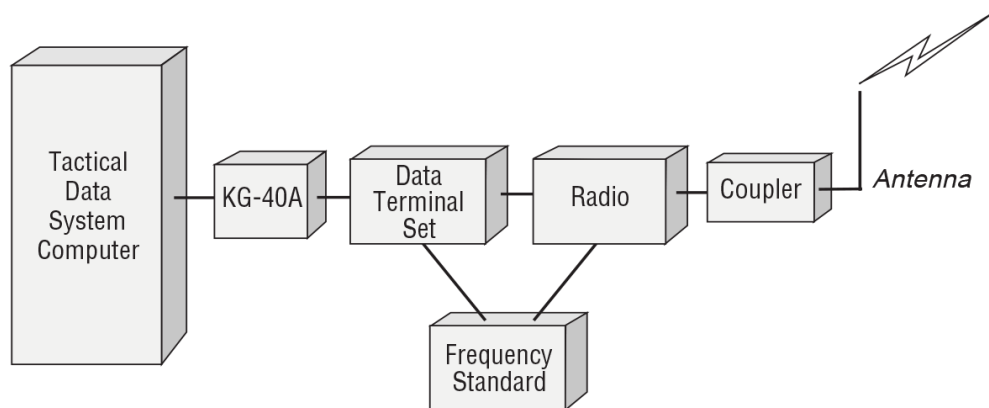 Tactical
Data
System
Computer
KG-40A
Data
Terminal
Set
Radio
Coupler
Antenna
Frequency
Standard